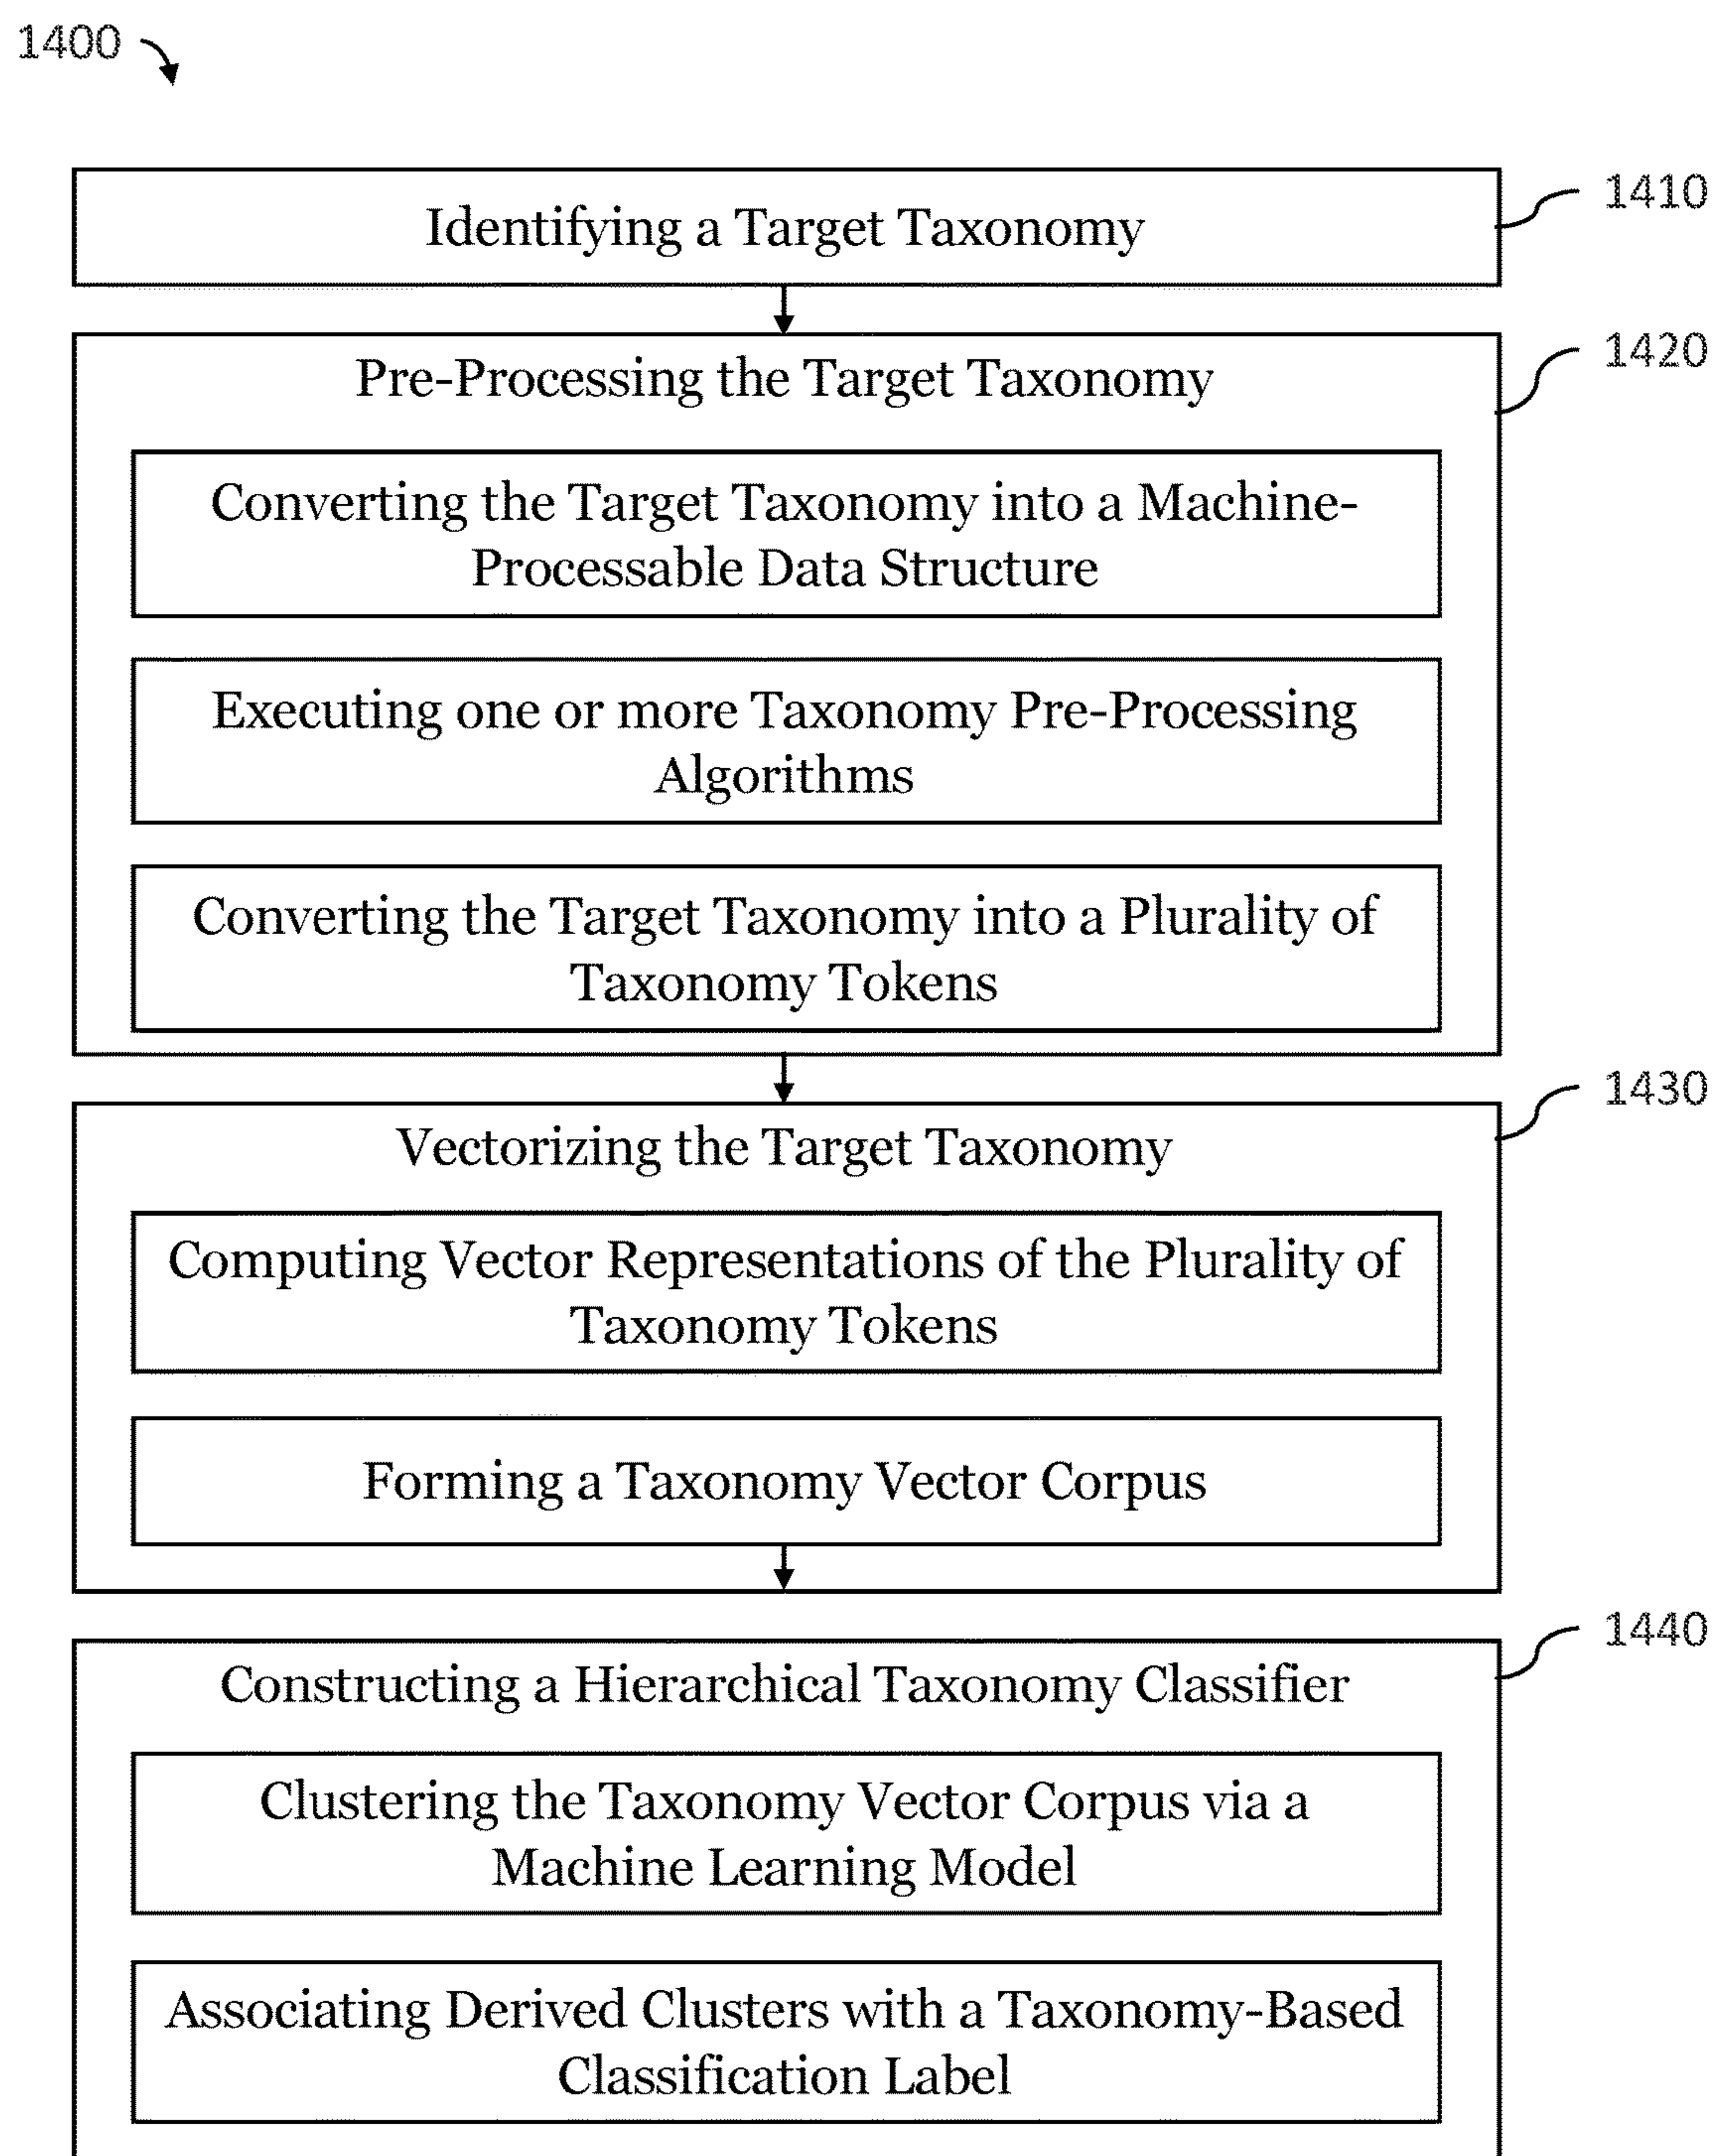 1400
Identifying a Target Taxonomy
1410
Pre-Processing the Target Taxonomy
1420
Converting the Target Taxonomy into a Machine-
Processable Data Structure
Executing one or more Taxonomy Pre-Processing
Algorithms
Converting the Target Taxonomy into a Plurality of
Taxonomy Tokens
Vectorizing the Target Taxonomy
1430
Computing Vector Representations of the Plurality of
Taxonomy Tokens
Forming a Taxonomy Vector Corpus
Constructing a Hierarchical Taxonomy Classifier
1440
Clustering the Taxonomy Vector Corpus via a
Machine Learning Model
Associating Derived Clusters with a Taxonomy-Based
Classification Label